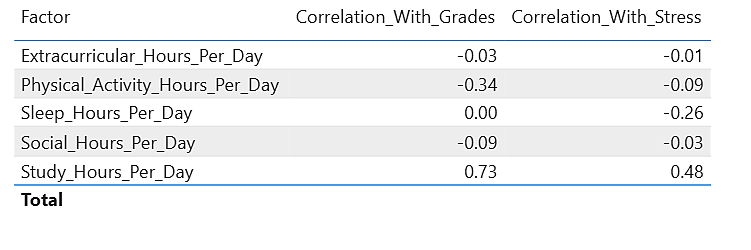 Factor Correlation_With_Grades Correlation_With_Stress
Extracurricular_Hours_Per_Day -0.03 -0.01
Physical_Activity_Hours_Per_Day -0.34 -0.09
Sleep_Hours_Per_Day 0.00 -0.26
Social_Hours_Per_Day -0.09 -0.03
Study_Hours_Per_Day 0.73 0.48
Total